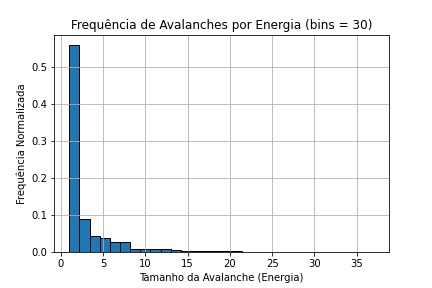 Frequência de Avalanches por Energia (bins = 30)
Frequência Normalizada
0.5
0.4
0.3
0.2
0.1
0.0
0 5 10 15 20 25 30 35
Tamanho da Avalanche (Energia)